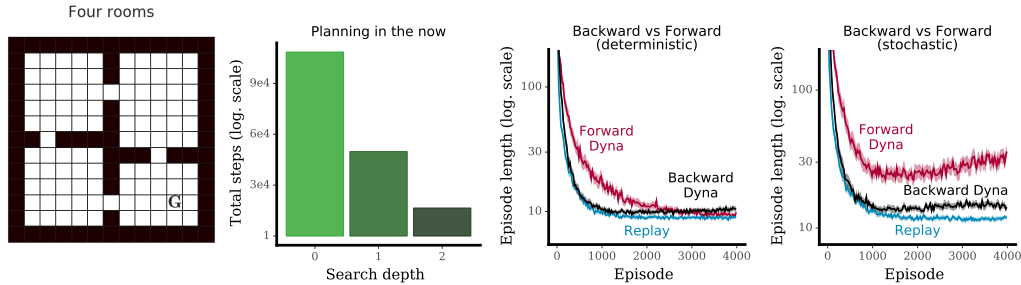 Four rooms
G
Planning in the now
Total steps (log. scale)
9e4
6e4
3e4
1
0
1
2
Search depth
Backward vs Forward
(deterministic)
Episode length (log. scale)
100
30
10
Forward
Dyna
Backward
Dyna
Replay
0
1000
2000
3000
4000
Episode
Backward vs Forward
(stochastic)
Episode length (log. scale)
100
30
10
Forward
Dyna
Backward Dyna
Replay
0
1000
2000
3000
4000
Episode